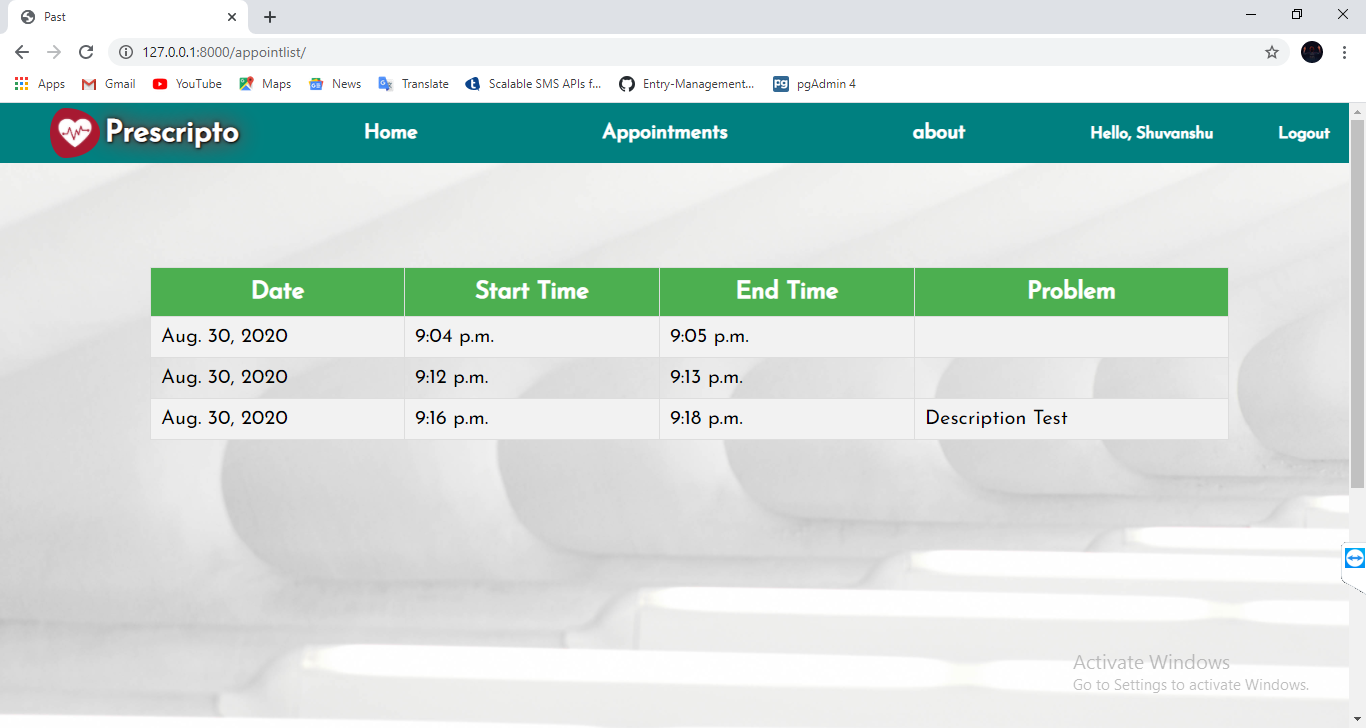 Past
127.0.0.1:8000/appointlist/
Apps Gmail YouTube Maps News Translate Scalable SMS APIs f... Entry-Management... pgAdmin 4
Prescripto Home Appointments about Hello, Shuvanshu Logout
Date Start Time End Time Problem
Aug. 30, 2020 9:04 p.m. 9:05 p.m.
Aug. 30, 2020 9:12 p.m. 9:13 p.m.
Aug. 30, 2020 9:16 p.m. 9:18 p.m. Description Test
Activate Windows
Go to Settings to activate Windows.